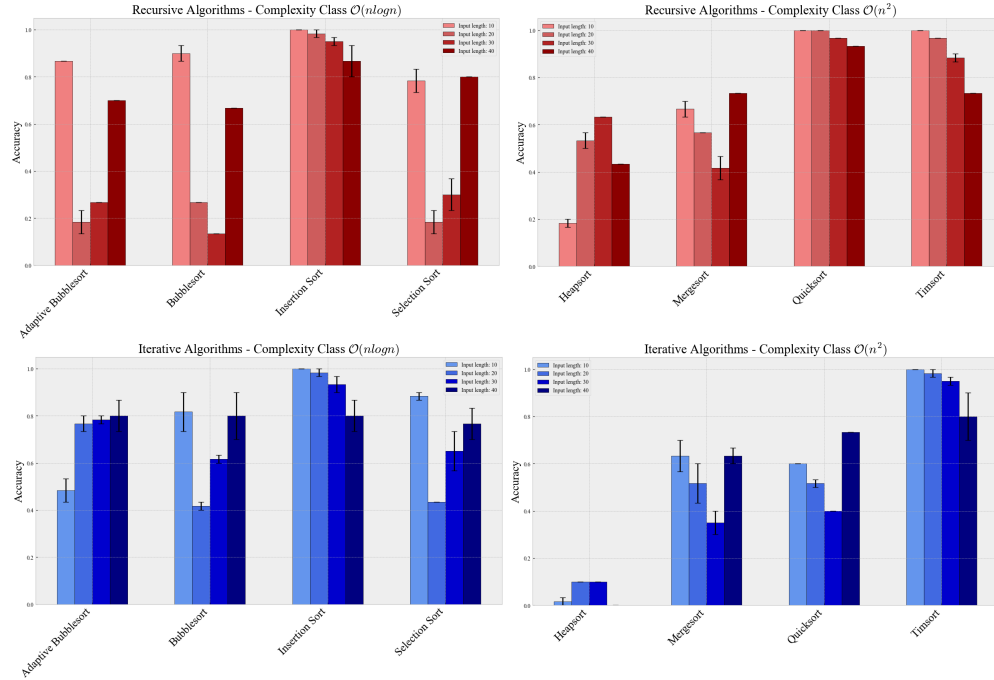 Recursive Algorithms - Complexity Class O(nlogn)
Accuracy
1.0
0.8
0.6
0.4
0.2
0.0
Input length: 10
Input length: 20
Input length: 30
Input length: 40
Adaptive Bubblesort
Bubblesort
Insertion Sort
Selection Sort
Recursive Algorithms - Complexity Class O(n²)
Accuracy
1.0
0.8
0.6
0.4
0.2
0.0
Input length: 10
Input length: 20
Input length: 30
Input length: 40
Heapsort
Mergesort
Quicksort
Timsort
Iterative Algorithms - Complexity Class O(nlogn)
Accuracy
1.0
0.8
0.6
0.4
0.2
0.0
Input length: 10
Input length: 20
Input length: 30
Input length: 40
Adaptive Bubblesort
Bubblesort
Insertion Sort
Selection Sort
Iterative Algorithms - Complexity Class O(n²)
Accuracy
1.0
0.8
0.6
0.4
0.2
0.0
Input length: 10
Input length: 20
Input length: 30
Input length: 40
Heapsort
Mergesort
Quicksort
Timsort